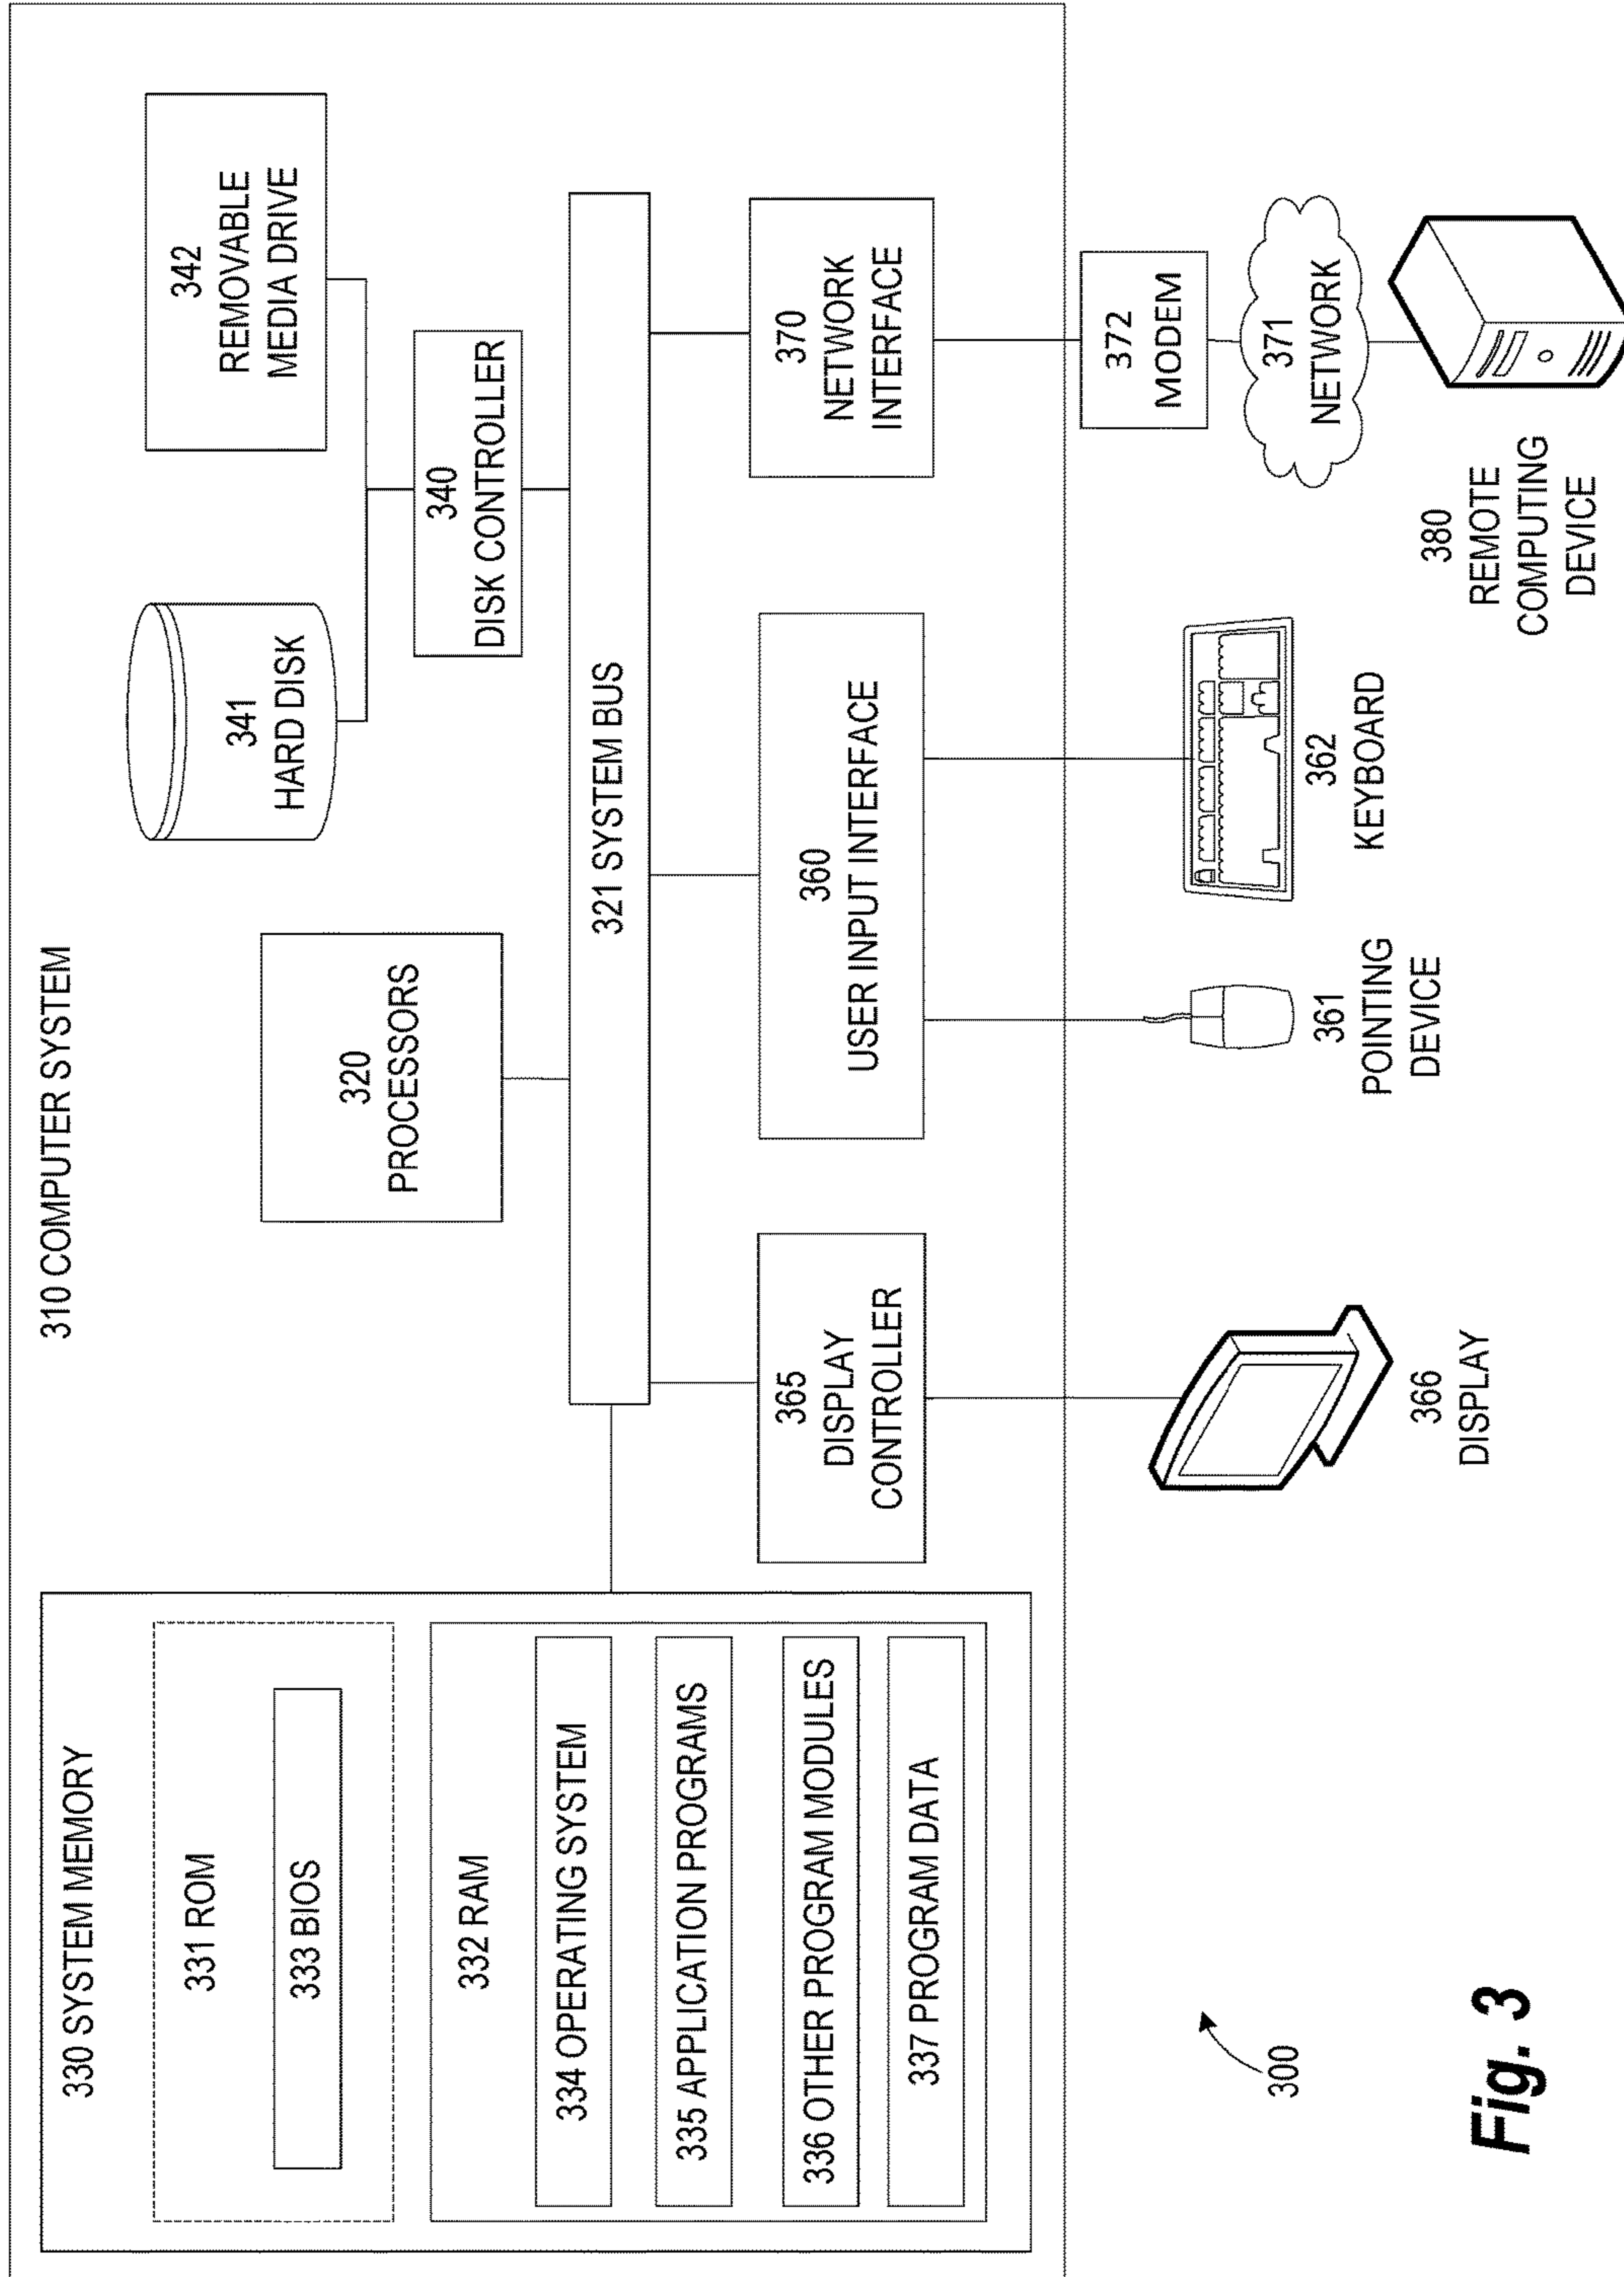 310 COMPUTER SYSTEM
330 SYSTEM MEMORY
331 ROM
333 BIOS
332 RAM
334 OPERATING SYSTEM
335 APPLICATION PROGRAMS
336 OTHER PROGRAM MODULES
337 PROGRAM DATA
320
PROCESSORS
341
HARD DISK
342
REMOVABLE
MEDIA DRIVE
340
DISK CONTROLLER
321 SYSTEM BUS
365
DISPLAY
CONTROLLER
360
USER INPUT INTERFACE
370
NETWORK
INTERFACE
372
MODEM
371
NETWORK
366
DISPLAY
361
POINTING
DEVICE
362
KEYBOARD
380
REMOTE
COMPUTING
DEVICE
300
Fig. 3